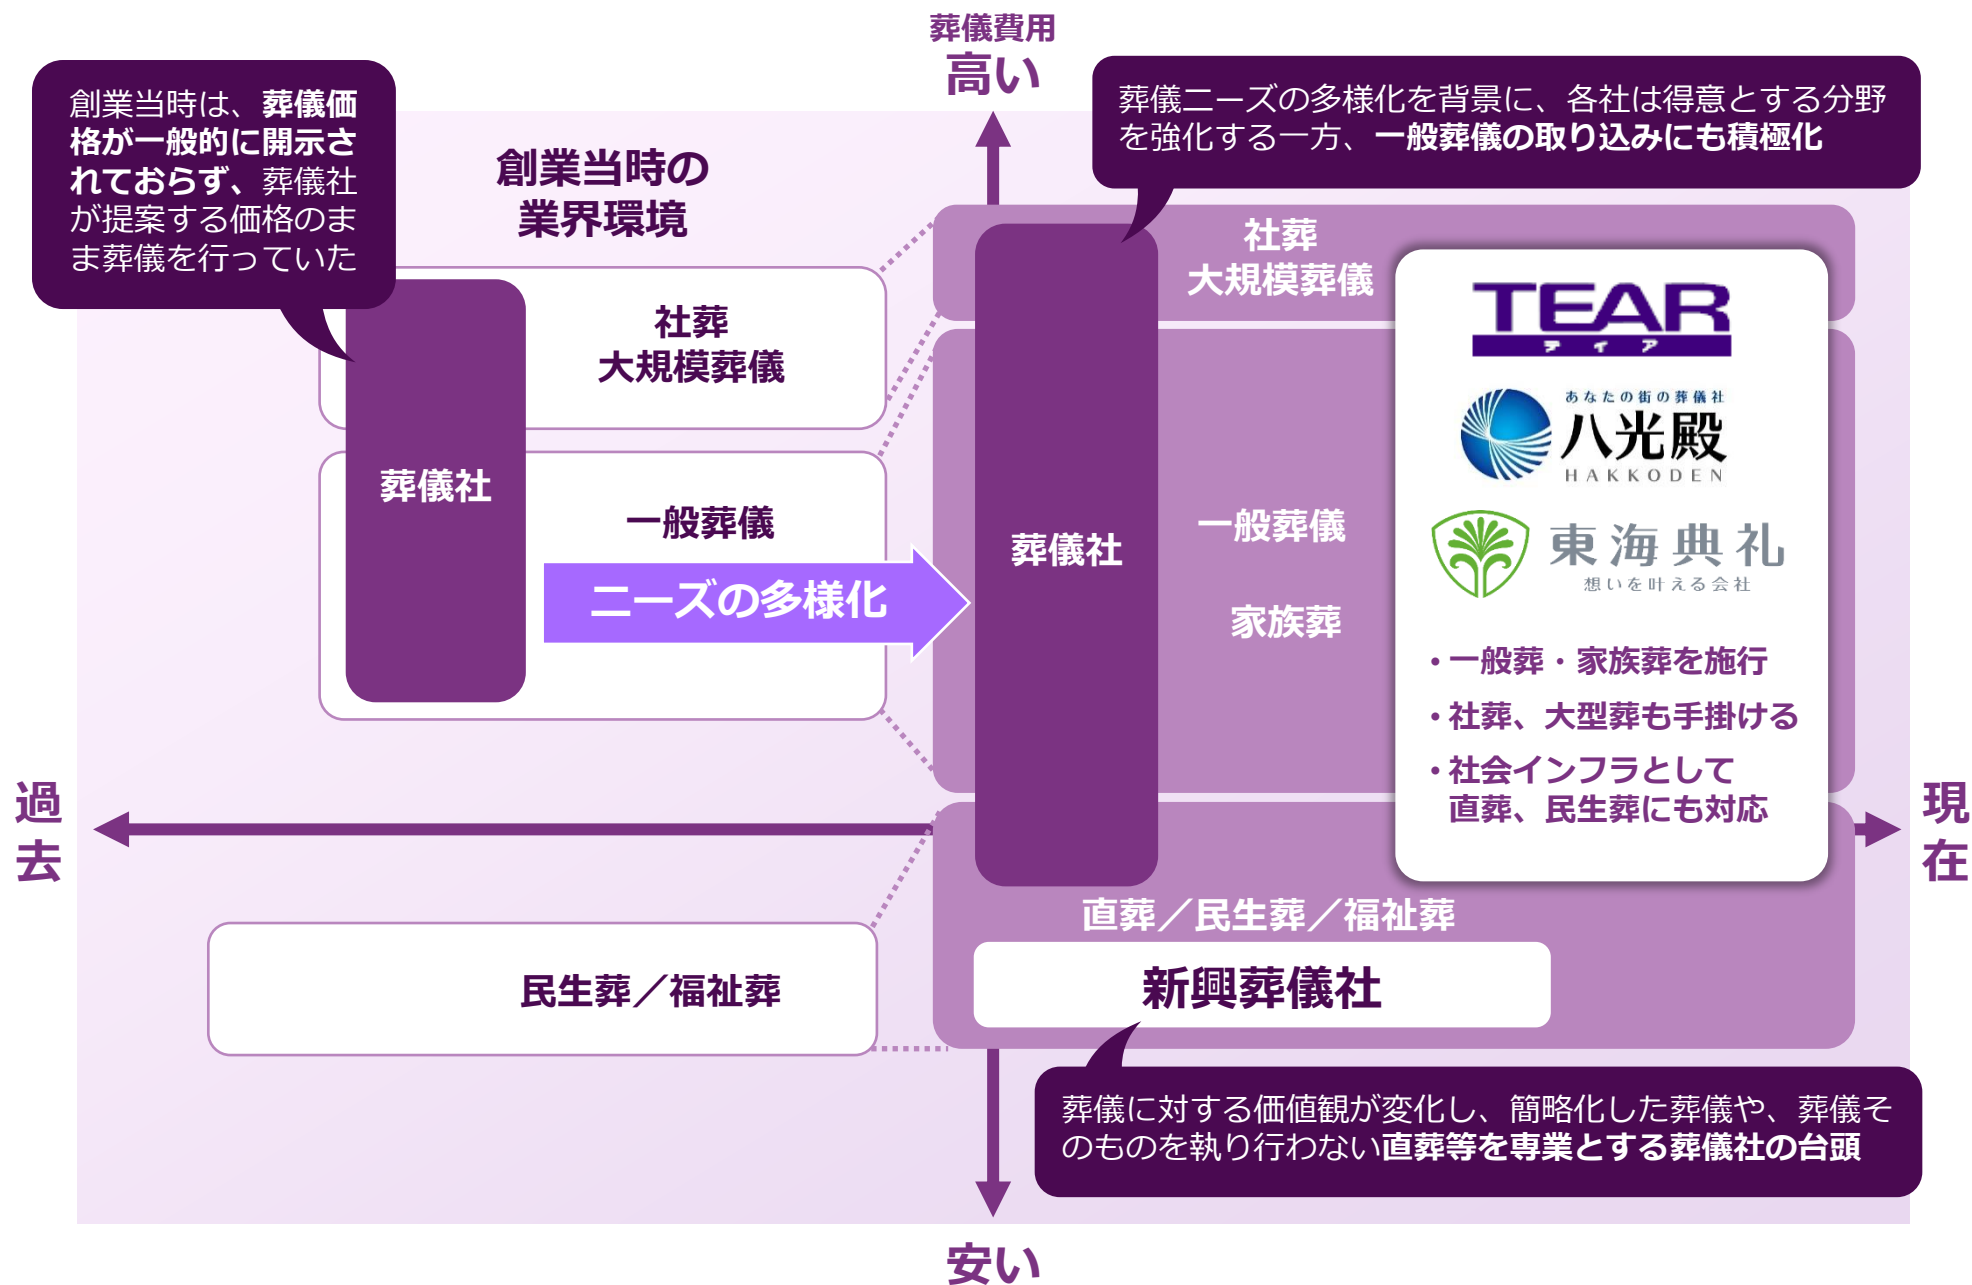 葬儀費用
高い
創業当時は、葬儀価
格が一般的に開示さ
れておらず、葬儀社
が提案する価格のま
ま葬儀を行っていた
創業当時の
業界環境
葬儀ニーズの多様化を背景に、各社は得意とする分野
を強化する一方、一般葬儀の取り込みにも積極化
社葬
大規模葬儀
葬儀社
一般葬儀
ニーズの多様化
民生葬／福祉葬
社葬
大規模葬儀
葬儀社
一般葬儀
家族葬
TEAR
ティア
あなたの街の葬儀社
八光殿
HAKKODEN
東海典礼
想いを叶える会社
・一般葬・家族葬を施行
・社葬、大型葬も手掛ける
・社会インフラとして
直葬、民生葬にも対応
過去
現在
直葬／民生葬／福祉葬
新興葬儀社
葬儀に対する価値観が変化し、簡略化した葬儀や、葬儀そ
のものを執り行わない直葬等を専業とする葬儀社の台頭
安い